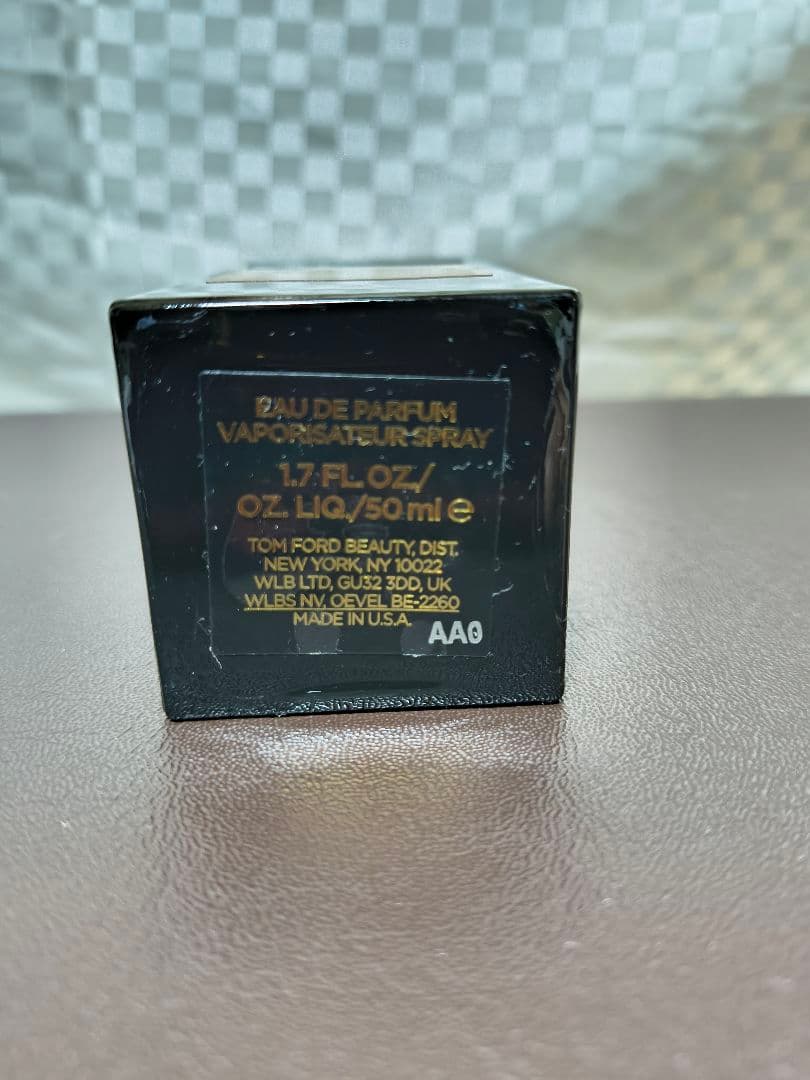 EAU DE PARFUM
VAPORISATEUR SPRAY
1.7 FL. OZ./
OZ. LIQ./50 ml e
TOM FORD BEAUTY, DIST.
NEW YORK, NY 10022
WLB LTD, GU32 3DD, UK
WLBS NV, OEVEL BE-2260
MADE IN U.S.A.
AA0